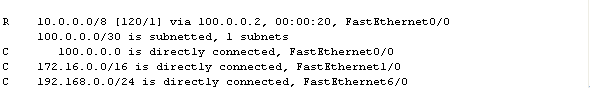 R    10.0.0.0/8 [120/1] via 100.0.0.2, 00:00:20, FastEthernet0/0
     100.0.0.0/30 is subnetted, 1 subnets
C       100.0.0.0 is directly connected, FastEthernet0/0
C    172.16.0.0/16 is directly connected, FastEthernet1/0
C    192.168.0.0/24 is directly connected, FastEthernet6/0